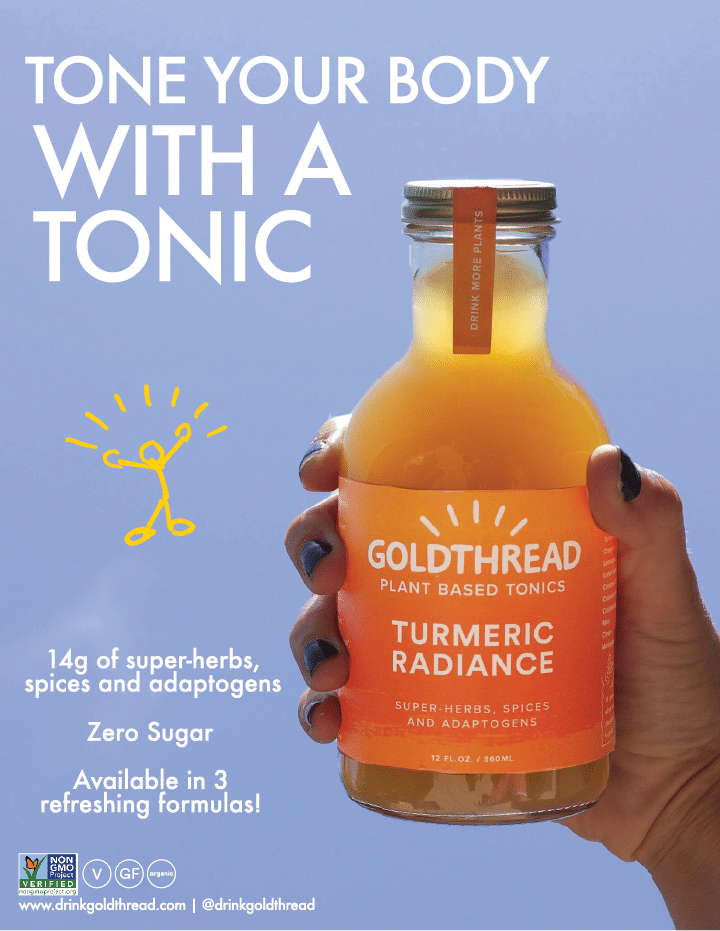 TONE YOUR BODY
WITH A
TONIC
DRINK MORE PLANTS
GOLDTHREAD
PLANT BASED TONICS
TURMERIC
RADIANCE
SUPER-HERBS, SPICES
AND ADAPTOGENS
12 FL.OZ. / 360ML
14g of super-herbs,
spices and adaptogens
Zero Sugar
Available in 3
refreshing formulas!
NON
GMO
Project
VERIFIED
nongmoproject.org
V
GF
organic
www.drinkgoldthread.com | @drinkgoldthread